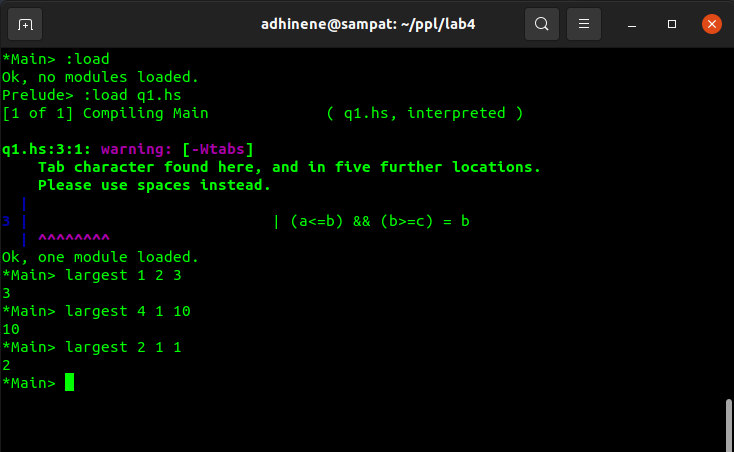 adhinene@sampat: ~/ppl/lab4
*Main> :load
Ok, no modules loaded.
Prelude> :load q1.hs
[1 of 1] Compiling Main             ( q1.hs, interpreted )
q1.hs:3:1: warning: [-Wtabs]
    Tab character found here, and in five further locations.
    Please use spaces instead.
  |
3 |                           | (a<=b) && (b>=c) = b
  | ^^^^^^^^
Ok, one module loaded.
*Main> largest 1 2 3
3
*Main> largest 4 1 10
10
*Main> largest 2 1 1
2
*Main>